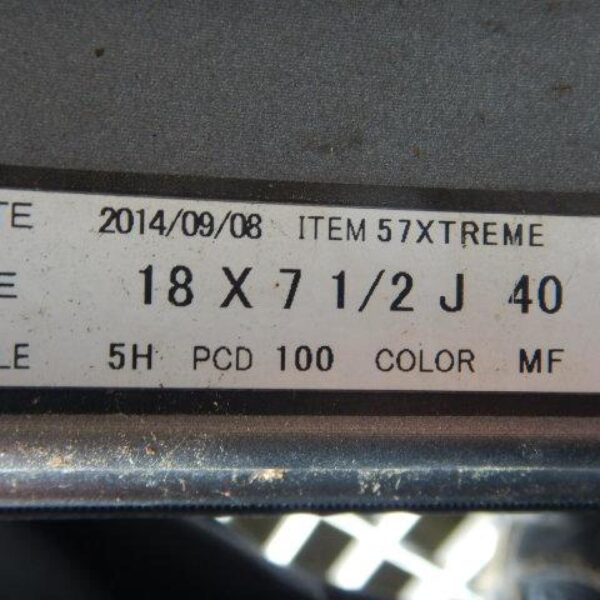 TE 2014/09/08 ITEM 57XTREME
E 18 X 7 1/2 J 40
LE 5H PCD 100 COLOR MF